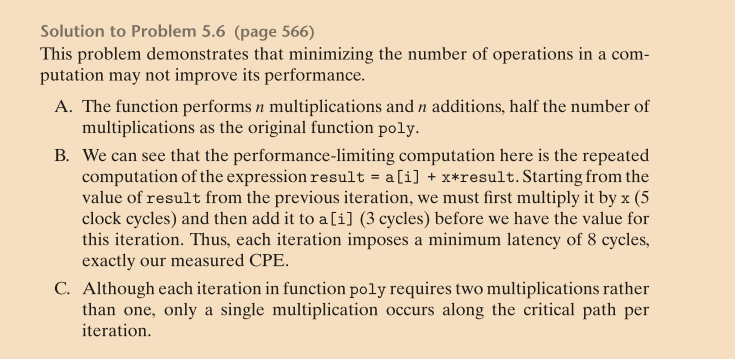 Solution to Problem 5.6 (page 566)
This problem demonstrates that minimizing the number of operations in a com-
putation may not improve its performance.
A. The function performs n multiplications and n additions, half the number of
multiplications as the original function poly.
B. We can see that the performance-limiting computation here is the repeated
computation of the expression result = a[i] + x*result. Starting from the
value of result from the previous iteration, we must first multiply it by x (5
clock cycles) and then add it to a[i] (3 cycles) before we have the value for
this iteration. Thus, each iteration imposes a minimum latency of 8 cycles,
exactly our measured CPE.
C. Although each iteration in function poly requires two multiplications rather
than one, only a single multiplication occurs along the critical path per
iteration.